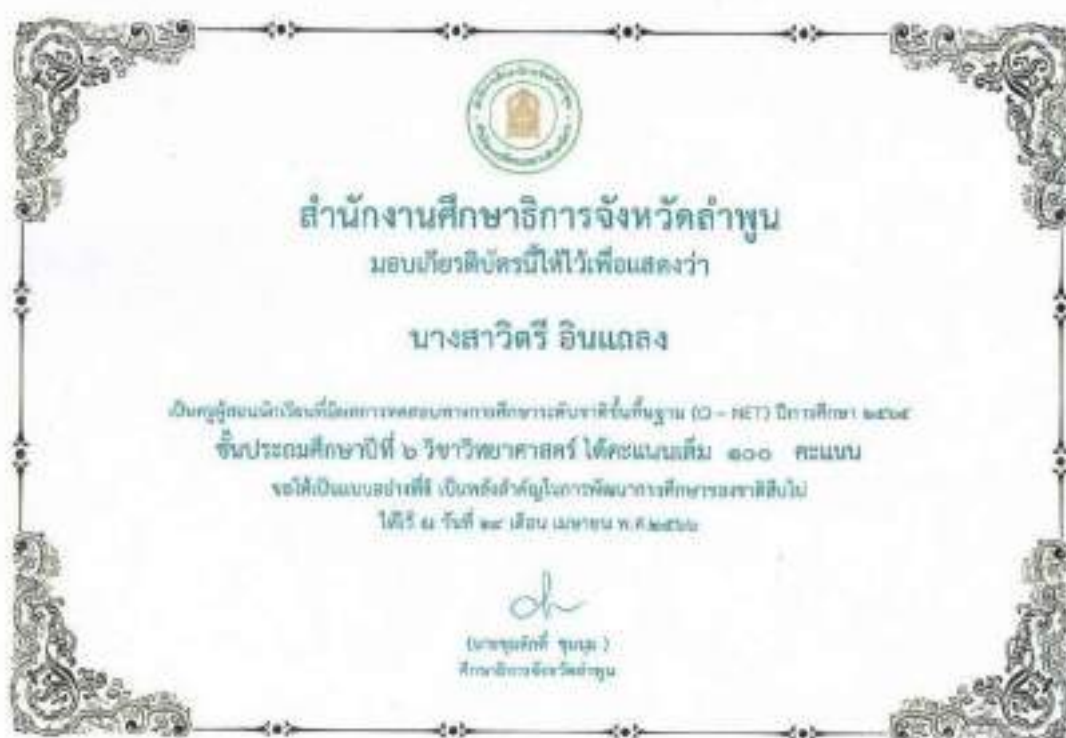 สำนักงานศึกษาธิการจังหวัดลำพูน
มอบเกียรติบัตรนี้ให้ไว้เพื่อแสดงว่า
นางสาวิตรี อินแถลง
เป็นครูผู้สอนนักเรียนที่มีผลการทดสอบทางการศึกษาระดับชาติขั้นพื้นฐาน (O – NET) ปีการศึกษา ๒๕๖๕
ชั้นประถมศึกษาปีที่ ๖ วิชาวิทยาศาสตร์ ได้คะแนนเต็ม ๑๐๐ คะแนน
ขอให้เป็นแบบอย่างที่ดี เป็นพลังสำคัญในการพัฒนาการศึกษาของชาติสืบไป
ให้ไว้ ณ วันที่ เดือน เมษายน พ.ศ.๒๕๖๖
ศึกษาธิการจังหวัดลำพูน